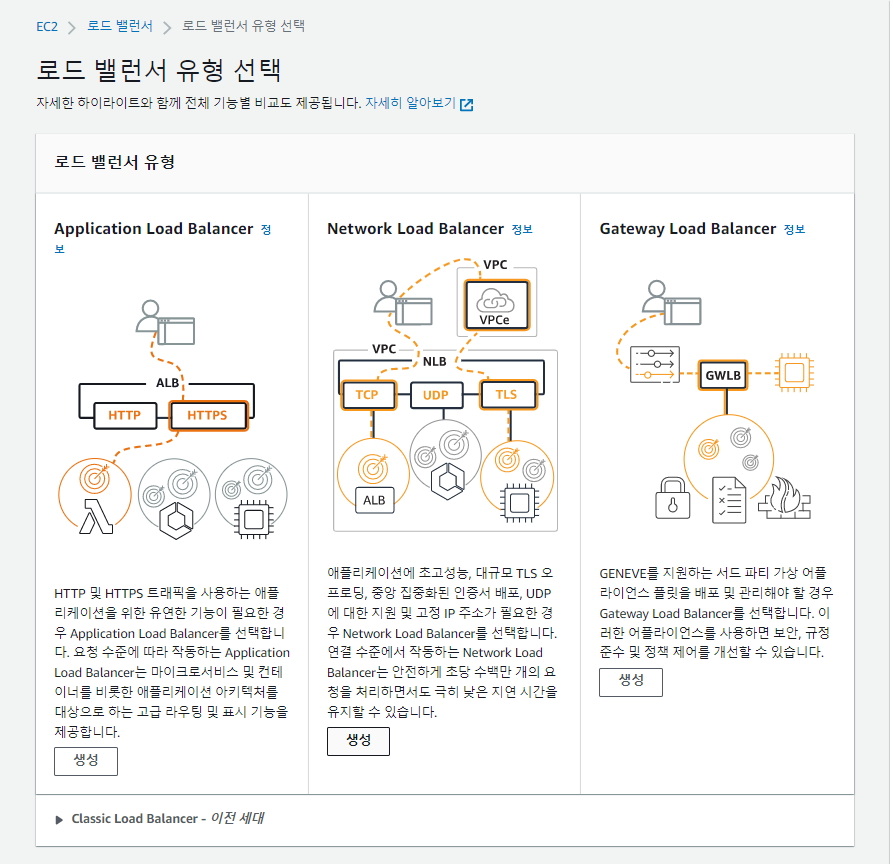 EC2 > 로드 밸런서 > 로드 밸런서 유형 선택
로드 밸런서 유형 선택
자세한 하이라이트와 함께 전체 기능별 비교도 제공됩니다. 자세히 알아보기
로드 밸런서 유형
Application Load Balancer 정
보
ALB
HTTP
HTTPS
HTTP 및 HTTPS 트래픽을 사용하는 애플
리케이션을 위한 유연한 기능이 필요한 경
우 Application Load Balancer를 선택합니
다. 요청 수준에 따라 작동하는 Application
Load Balancer는 마이크로서비스 및 컨테
이너를 비롯한 애플리케이션 아키텍처를
대상으로 하는 고급 라우팅 및 표시 기능을
제공합니다.
생성
Network Load Balancer 정보
VPC
VPCe
VPC
NLB
TCP
UDP
TLS
ALB
애플리케이션에 초고성능, 대규모 TLS 오
프로딩, 중앙 집중화된 인증서 배포, UDP
에 대한 지원 및 고정 IP 주소가 필요한 경
우 Network Load Balancer를 선택합니다.
연결 수준에서 작동하는 Network Load
Balancer는 안전하게 초당 수백만 개의 요
청을 처리하면서도 극히 낮은 지연 시간을
유지할 수 있습니다.
생성
Gateway Load Balancer 정보
GWLB
GENEVE를 지원하는 서드 파티 가상 어플
라이언스 플릿을 배포 및 관리해야 할 경우
Gateway Load Balancer를 선택합니다. 이
러한 어플라이언스를 사용하면 보안, 규정
준수 및 정책 제어를 개선할 수 있습니다.
생성
Classic Load Balancer - 이전 세대